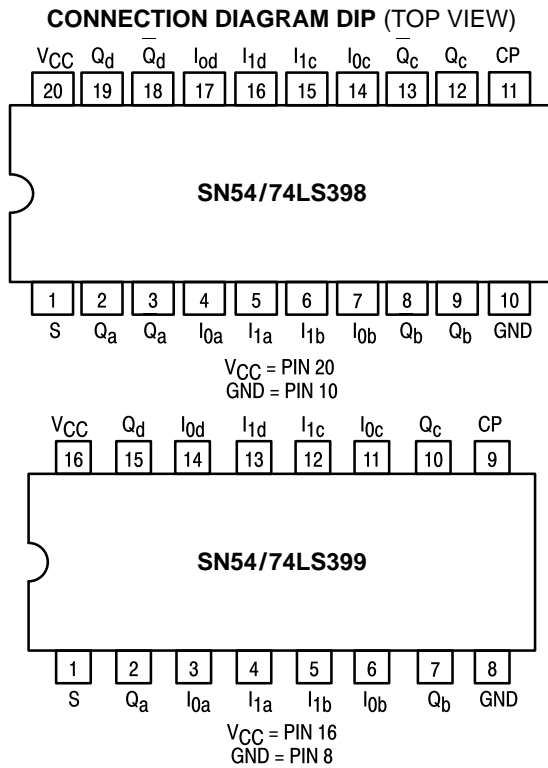 CONNECTION DIAGRAM DIP (TOP VIEW)
VCC Qd Q̅d I0d I1d I1c I0c Q̅c Qc CP
20 19 18 17 16 15 14 13 12 11
SN54/74LS398
1 2 3 4 5 6 7 8 9 10
S Qa Q̅a I0a I1a I1b I0b Q̅b Qb GND
VCC = PIN 20
GND = PIN 10
VCC Qd I0d I1d I1c I0c Qc CP
16 15 14 13 12 11 10 9
SN54/74LS399
1 2 3 4 5 6 7 8
S Qa I0a I1a I1b I0b Qb GND
VCC = PIN 16
GND = PIN 8